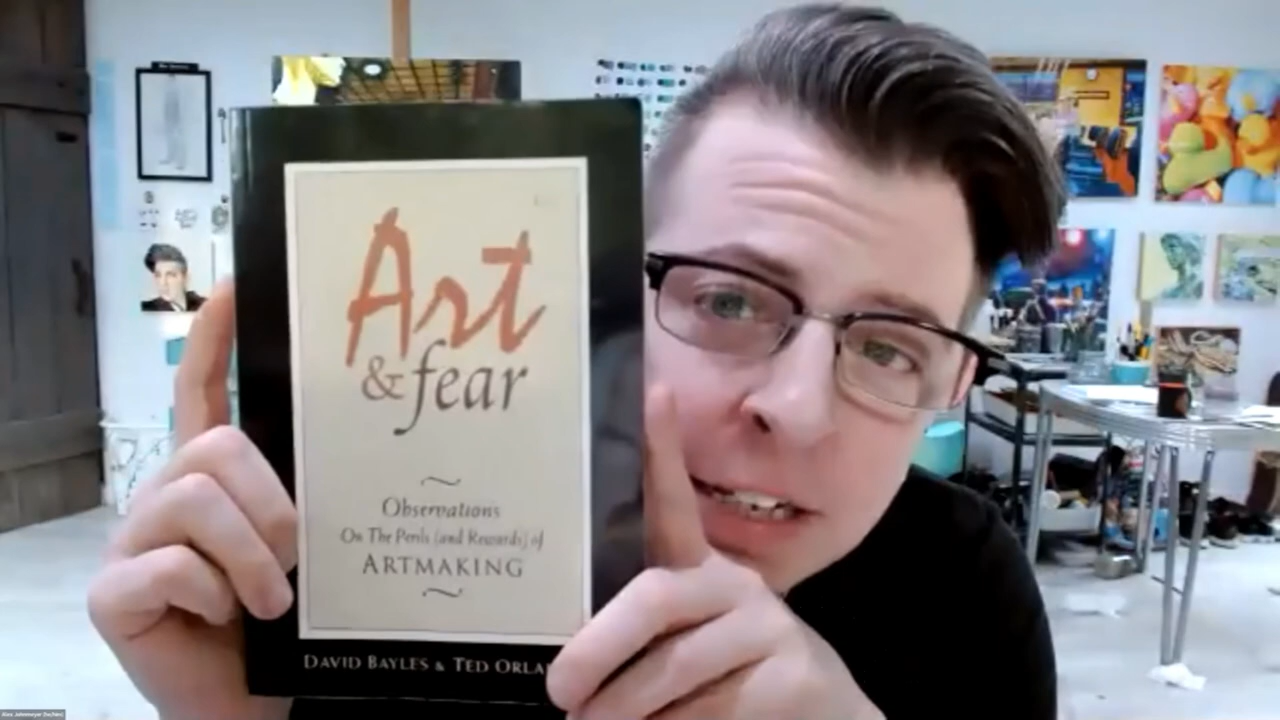 Art
& fear
Observations
On The Perils (and Rewards) of
ARTMAKING
DAVID BAYLES & TED ORLA